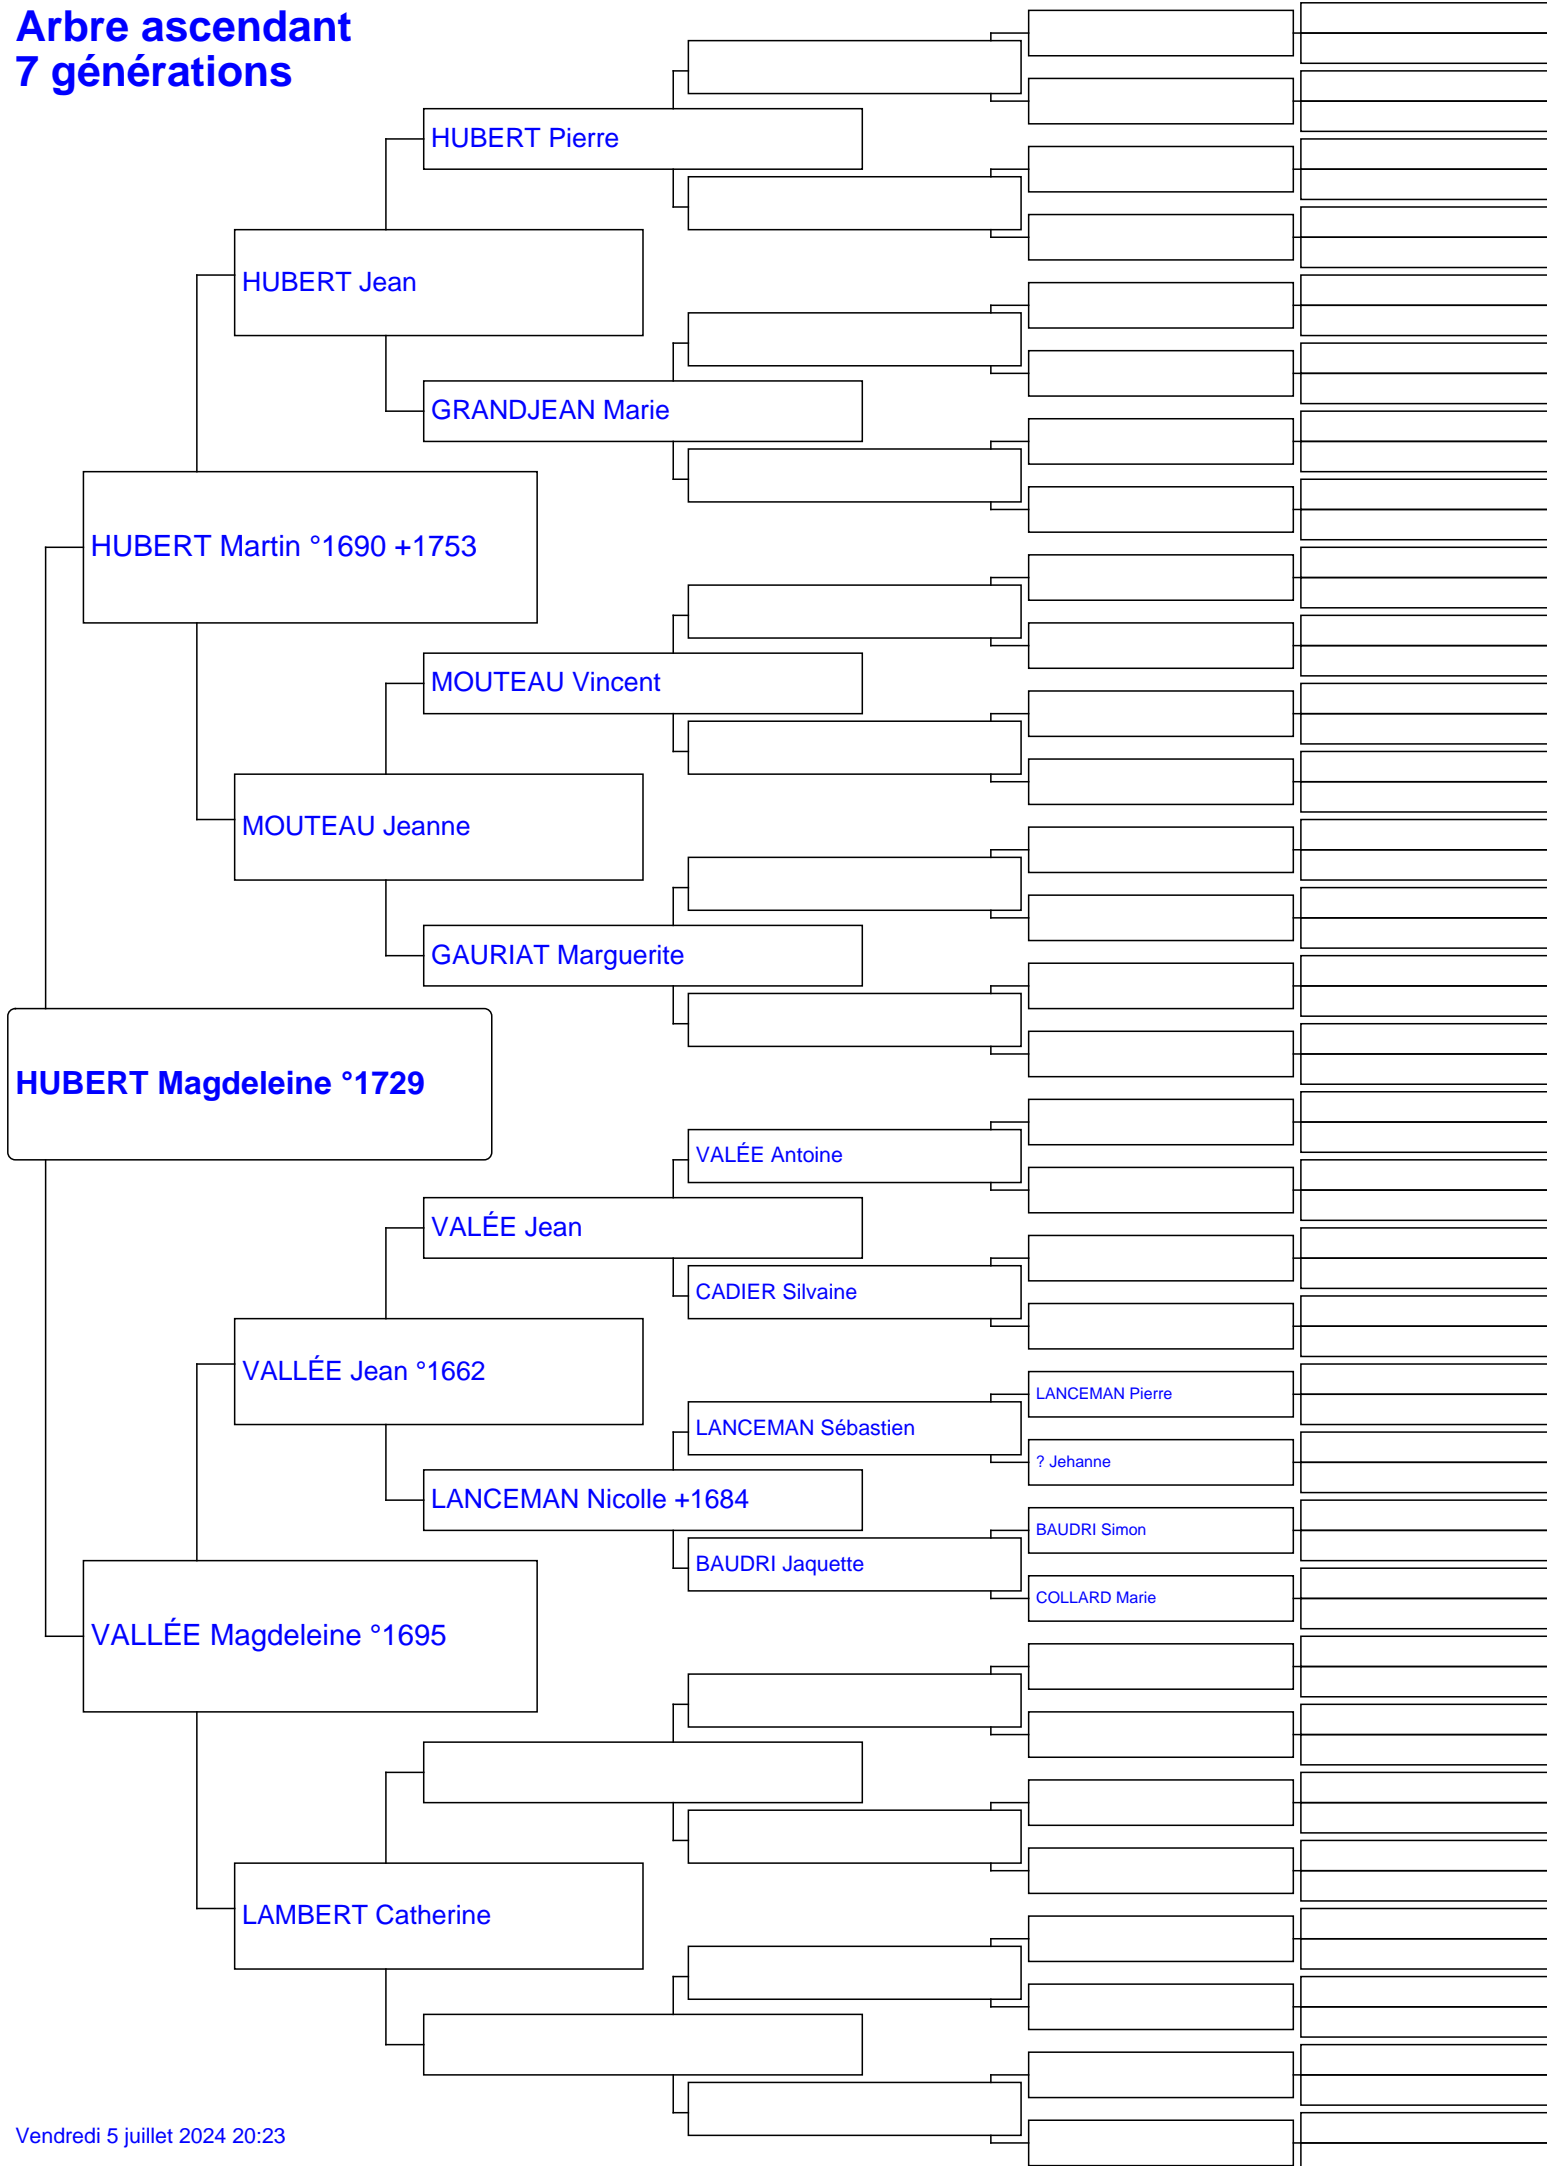 Arbre ascendant
7 générations
HUBERT Pierre
HUBERT Jean
GRANDJEAN Marie
HUBERT Martin °1690 +1753
MOUTEAU Vincent
MOUTEAU Jeanne
GAURIAT Marguerite
HUBERT Magdeleine °1729
VALÉE Antoine
VALÉE Jean
CADIER Silvaine
VALLÉE Jean °1662
LANCEMAN Pierre
LANCEMAN Sébastien
? Jehanne
LANCEMAN Nicolle +1684
BAUDRI Simon
BAUDRI Jaquette
COLLARD Marie
VALLÉE Magdeleine °1695
LAMBERT Catherine
Vendredi 5 juillet 2024 20:23